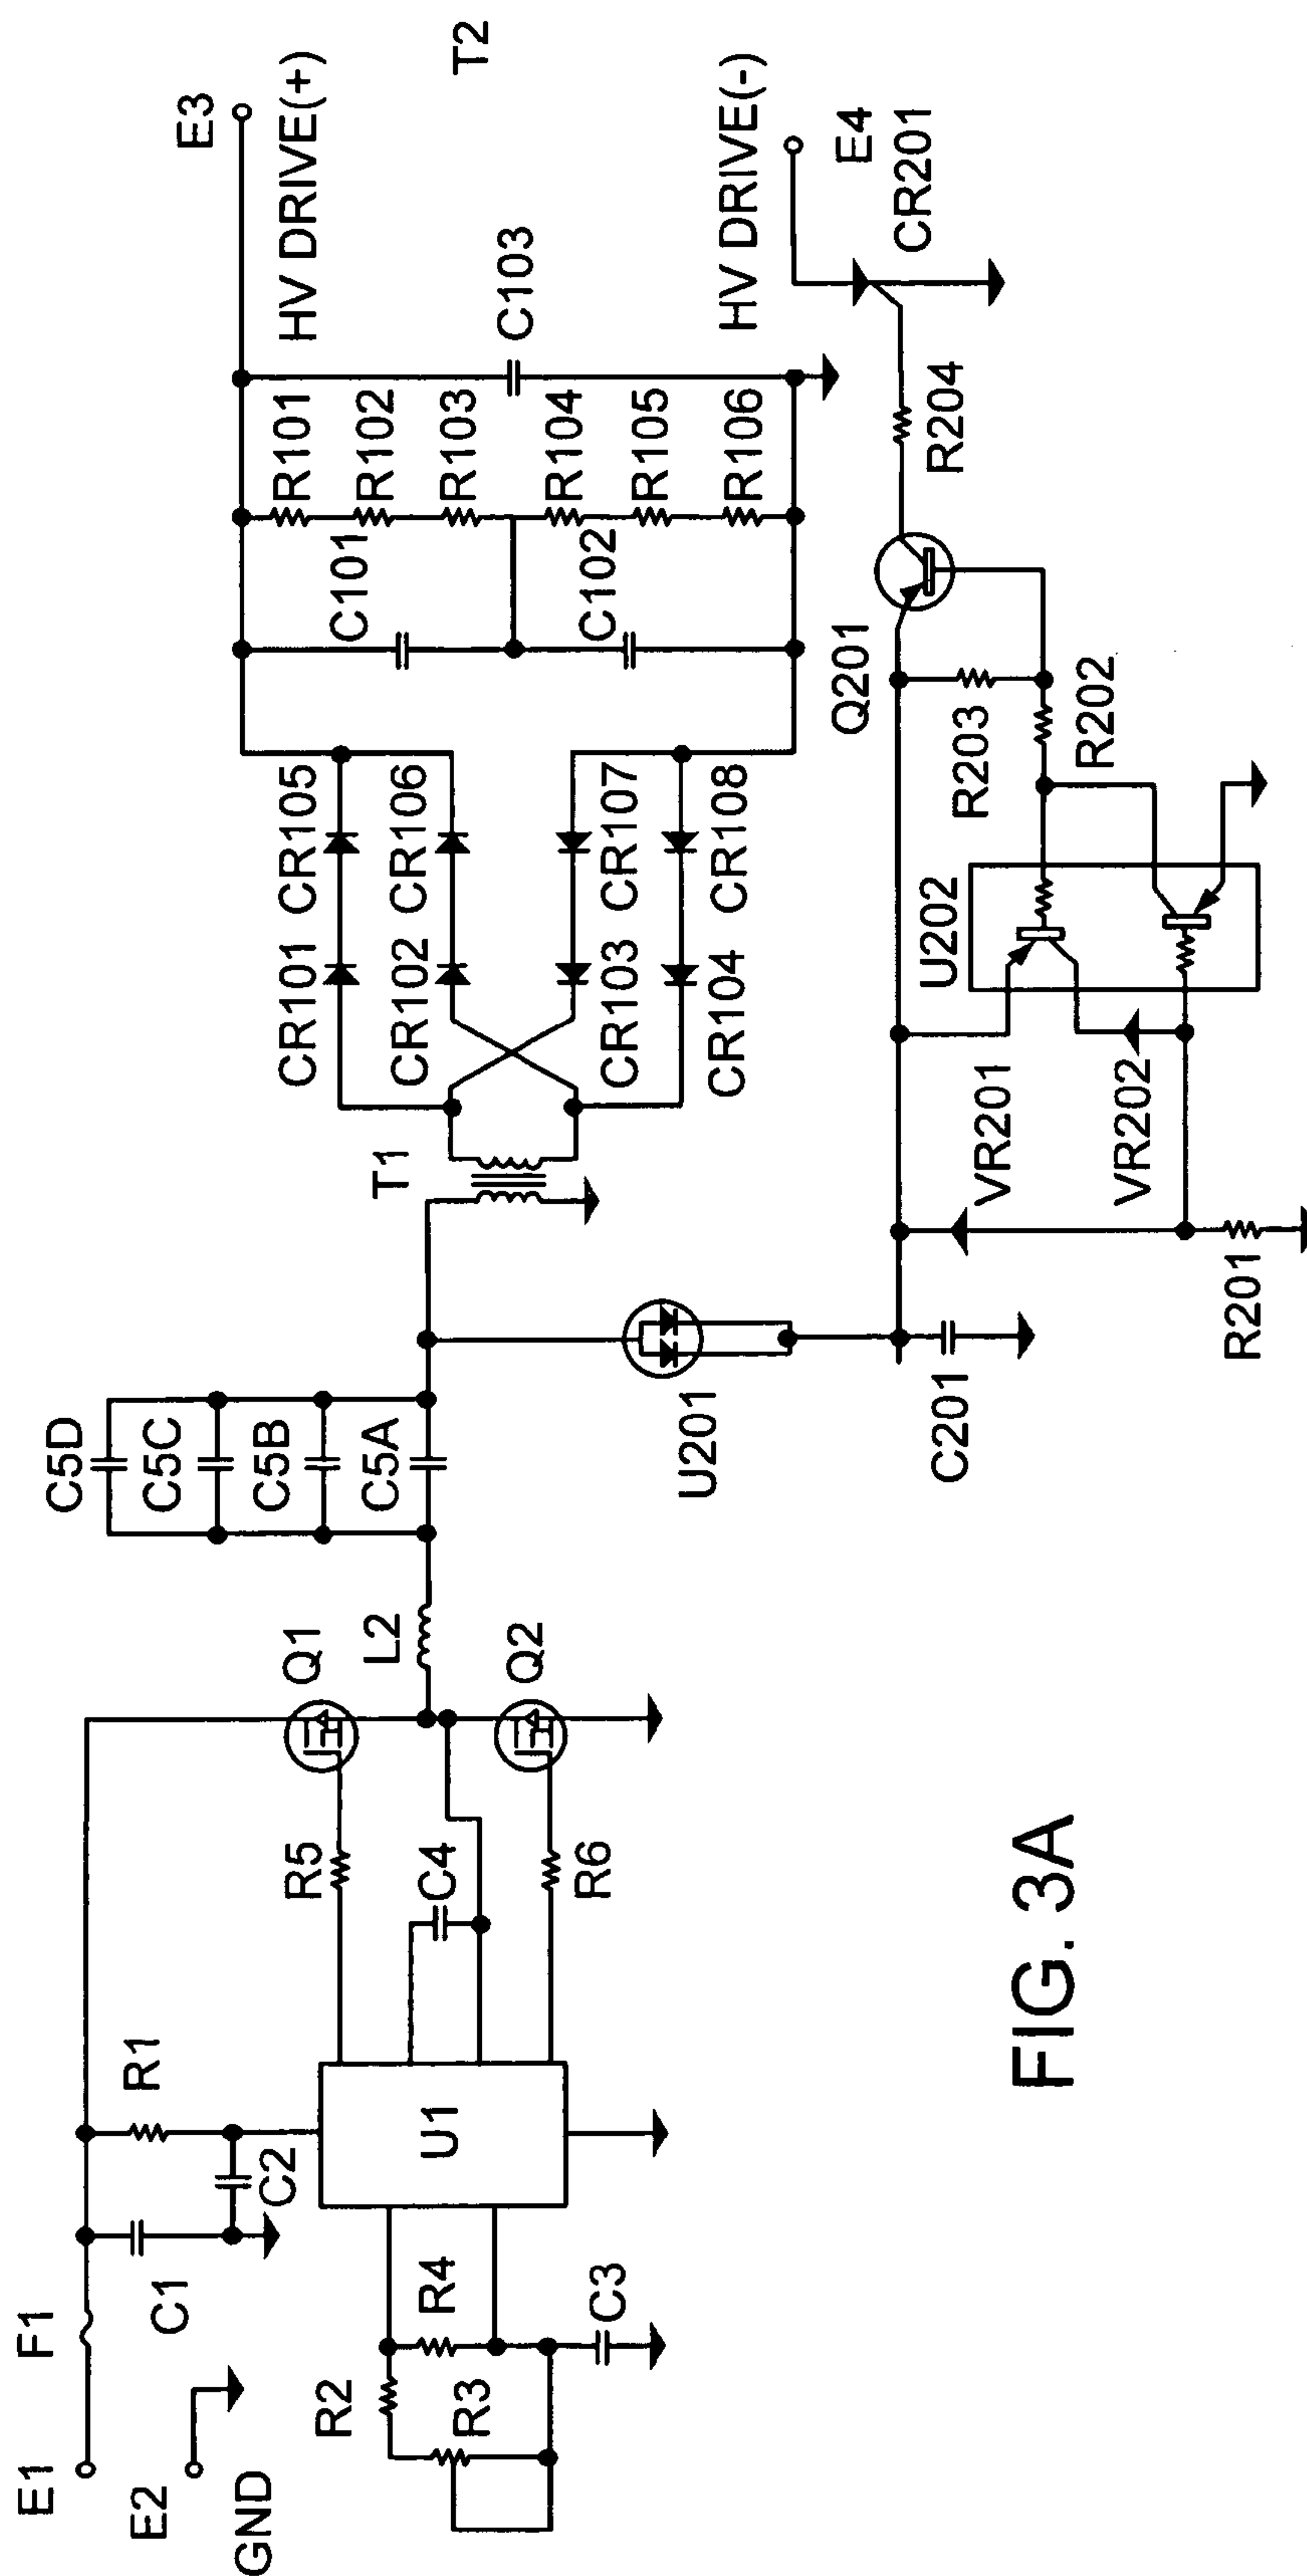 E1
F1
E2
GND
C1
R1
C2
R2
R3
R4
C3
U1
R5
C4
R6
Q1
Q2
L2
C5D
C5C
C5B
C5A
T1
U201
C201
CR101
CR105
CR102
CR106
CR103
CR107
CR104
CR108
C101
C102
R101
R102
R103
R104
R105
R106
C103
E3
HV DRIVE(+)
T2
HV DRIVE(-)
E4
CR201
R204
Q201
R203
R202
U202
VR201
VR202
R201
FIG. 3A